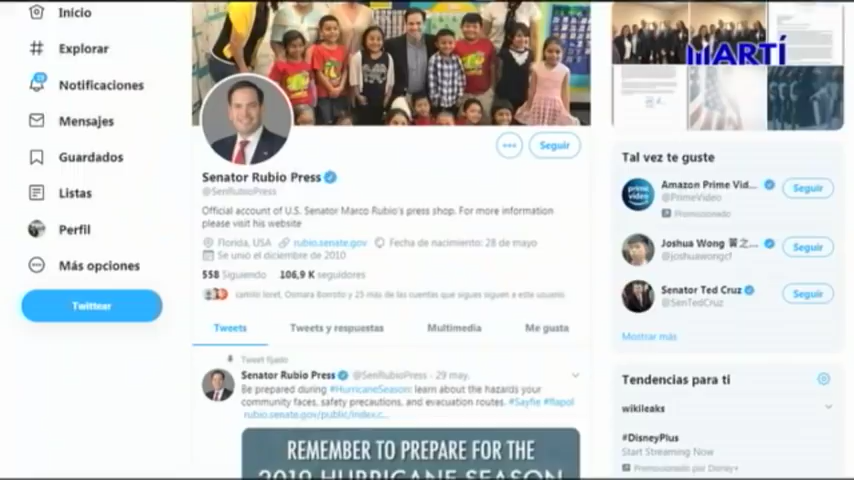 Inicio
Explorar
Notificaciones
Mensajes
Guardados
Listas
Perfil
Más opciones
Twittear
Seguir
Senator Rubio Press
@SenRubioPress
Official account of U.S. Senator Marco Rubio's press shop. For more information
please visit his website
Florida, USA rubio.senate.gov Fecha de nacimiento: 28 de mayo
Se unió el diciembre de 2010
558 Siguiendo 106,9 K seguidores
camilo loret, Osmara Borroto y 25 más de las cuentas que sigues siguen a este usuario
Tweets Tweets y respuestas Multimedia Me gusta
Tweet fijado
Senator Rubio Press @SenRubioPress · 29 may.
Be prepared during #HurricaneSeason: learn about the hazards your
community faces, safety precautions, and evacuation routes. #Sayfie #flapol
rubio.senate.gov/public/index.c...
REMEMBER TO PREPARE FOR THE
2019 HURRICANE SEASON
MARTÍ
Tal vez te guste
prime video
Amazon Prime Vid...
@PrimeVideo
Promocionado
Seguir
Joshua Wong 黃之...
@joshuawongcf
Seguir
Senator Ted Cruz
@SenTedCruz
Seguir
Mostrar más
Tendencias para ti
wikileaks
#DisneyPlus
Start Streaming Now
Promocionado por Disney+